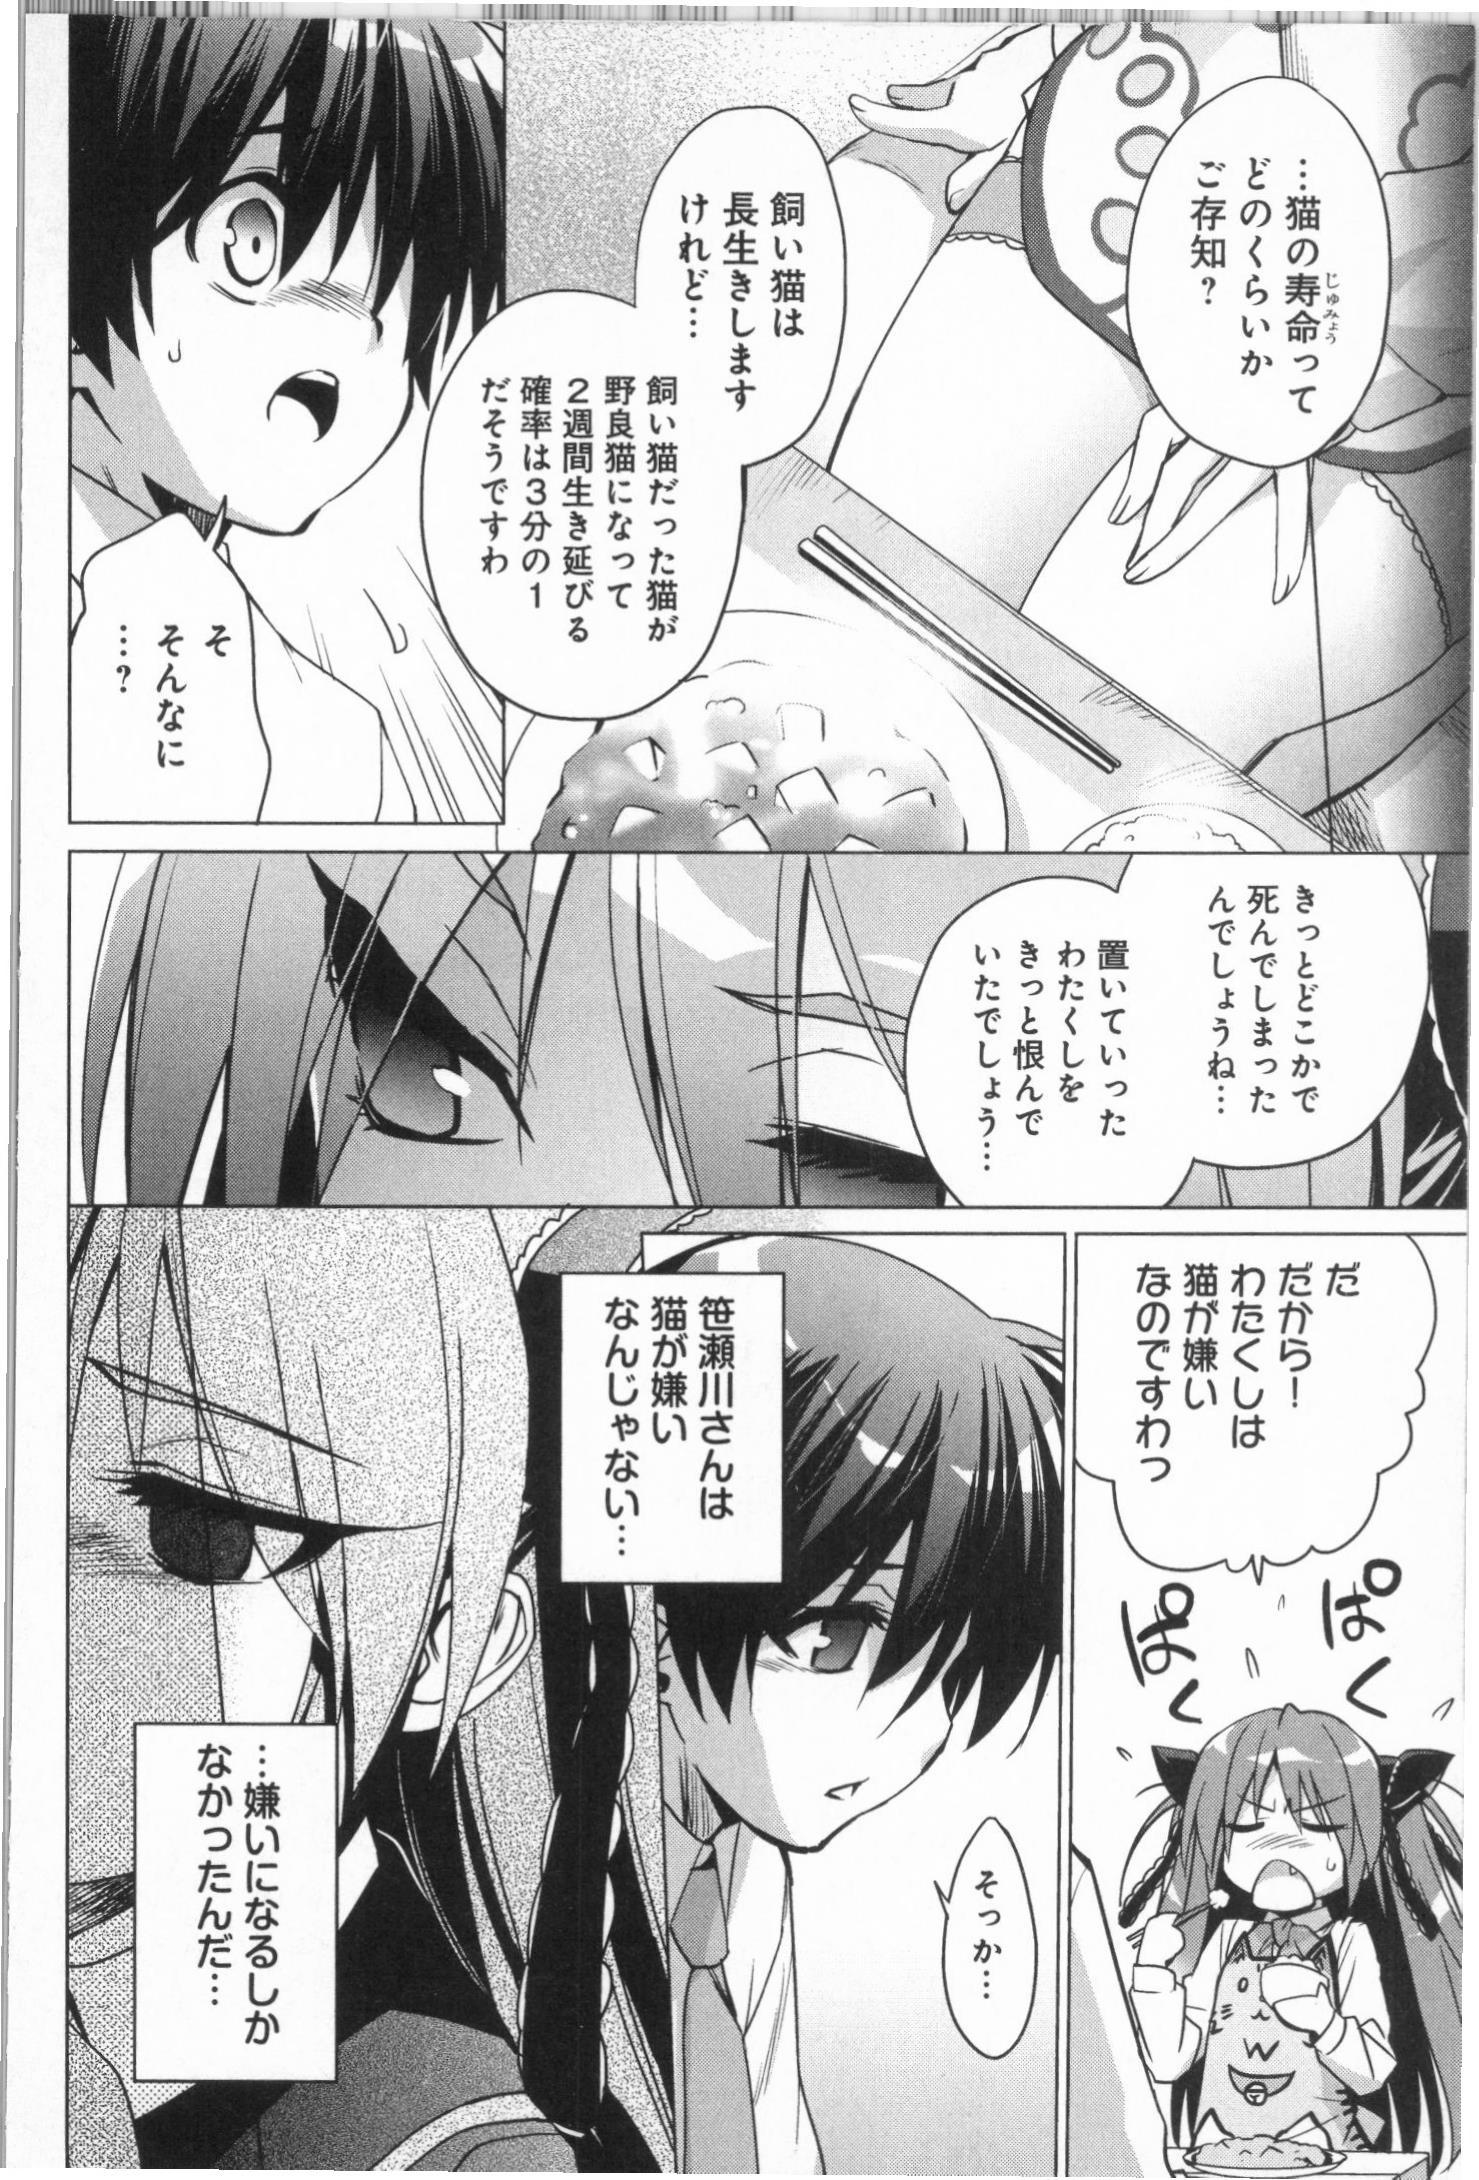 …猫の寿命って
じゅみょう
どのくらいか
ご存知？
飼い猫は
長生きします
けれど…
飼い猫だった猫が
野良猫になって
2週間生き延びる
確率は3分の1
だそうですわ
そ
そんなに
…？
きっとどこかで
死んでしまった
んでしょうね…
置いていった
わたくしを
きっと恨んで
いたでしょう…
だ
だから！
わたくしは
猫が嫌い
なのですわっ
ぱく
ぱく
そっか…
笹瀬川さんは
猫が嫌い
なんじゃない…
…嫌いになるしか
なかったんだ…